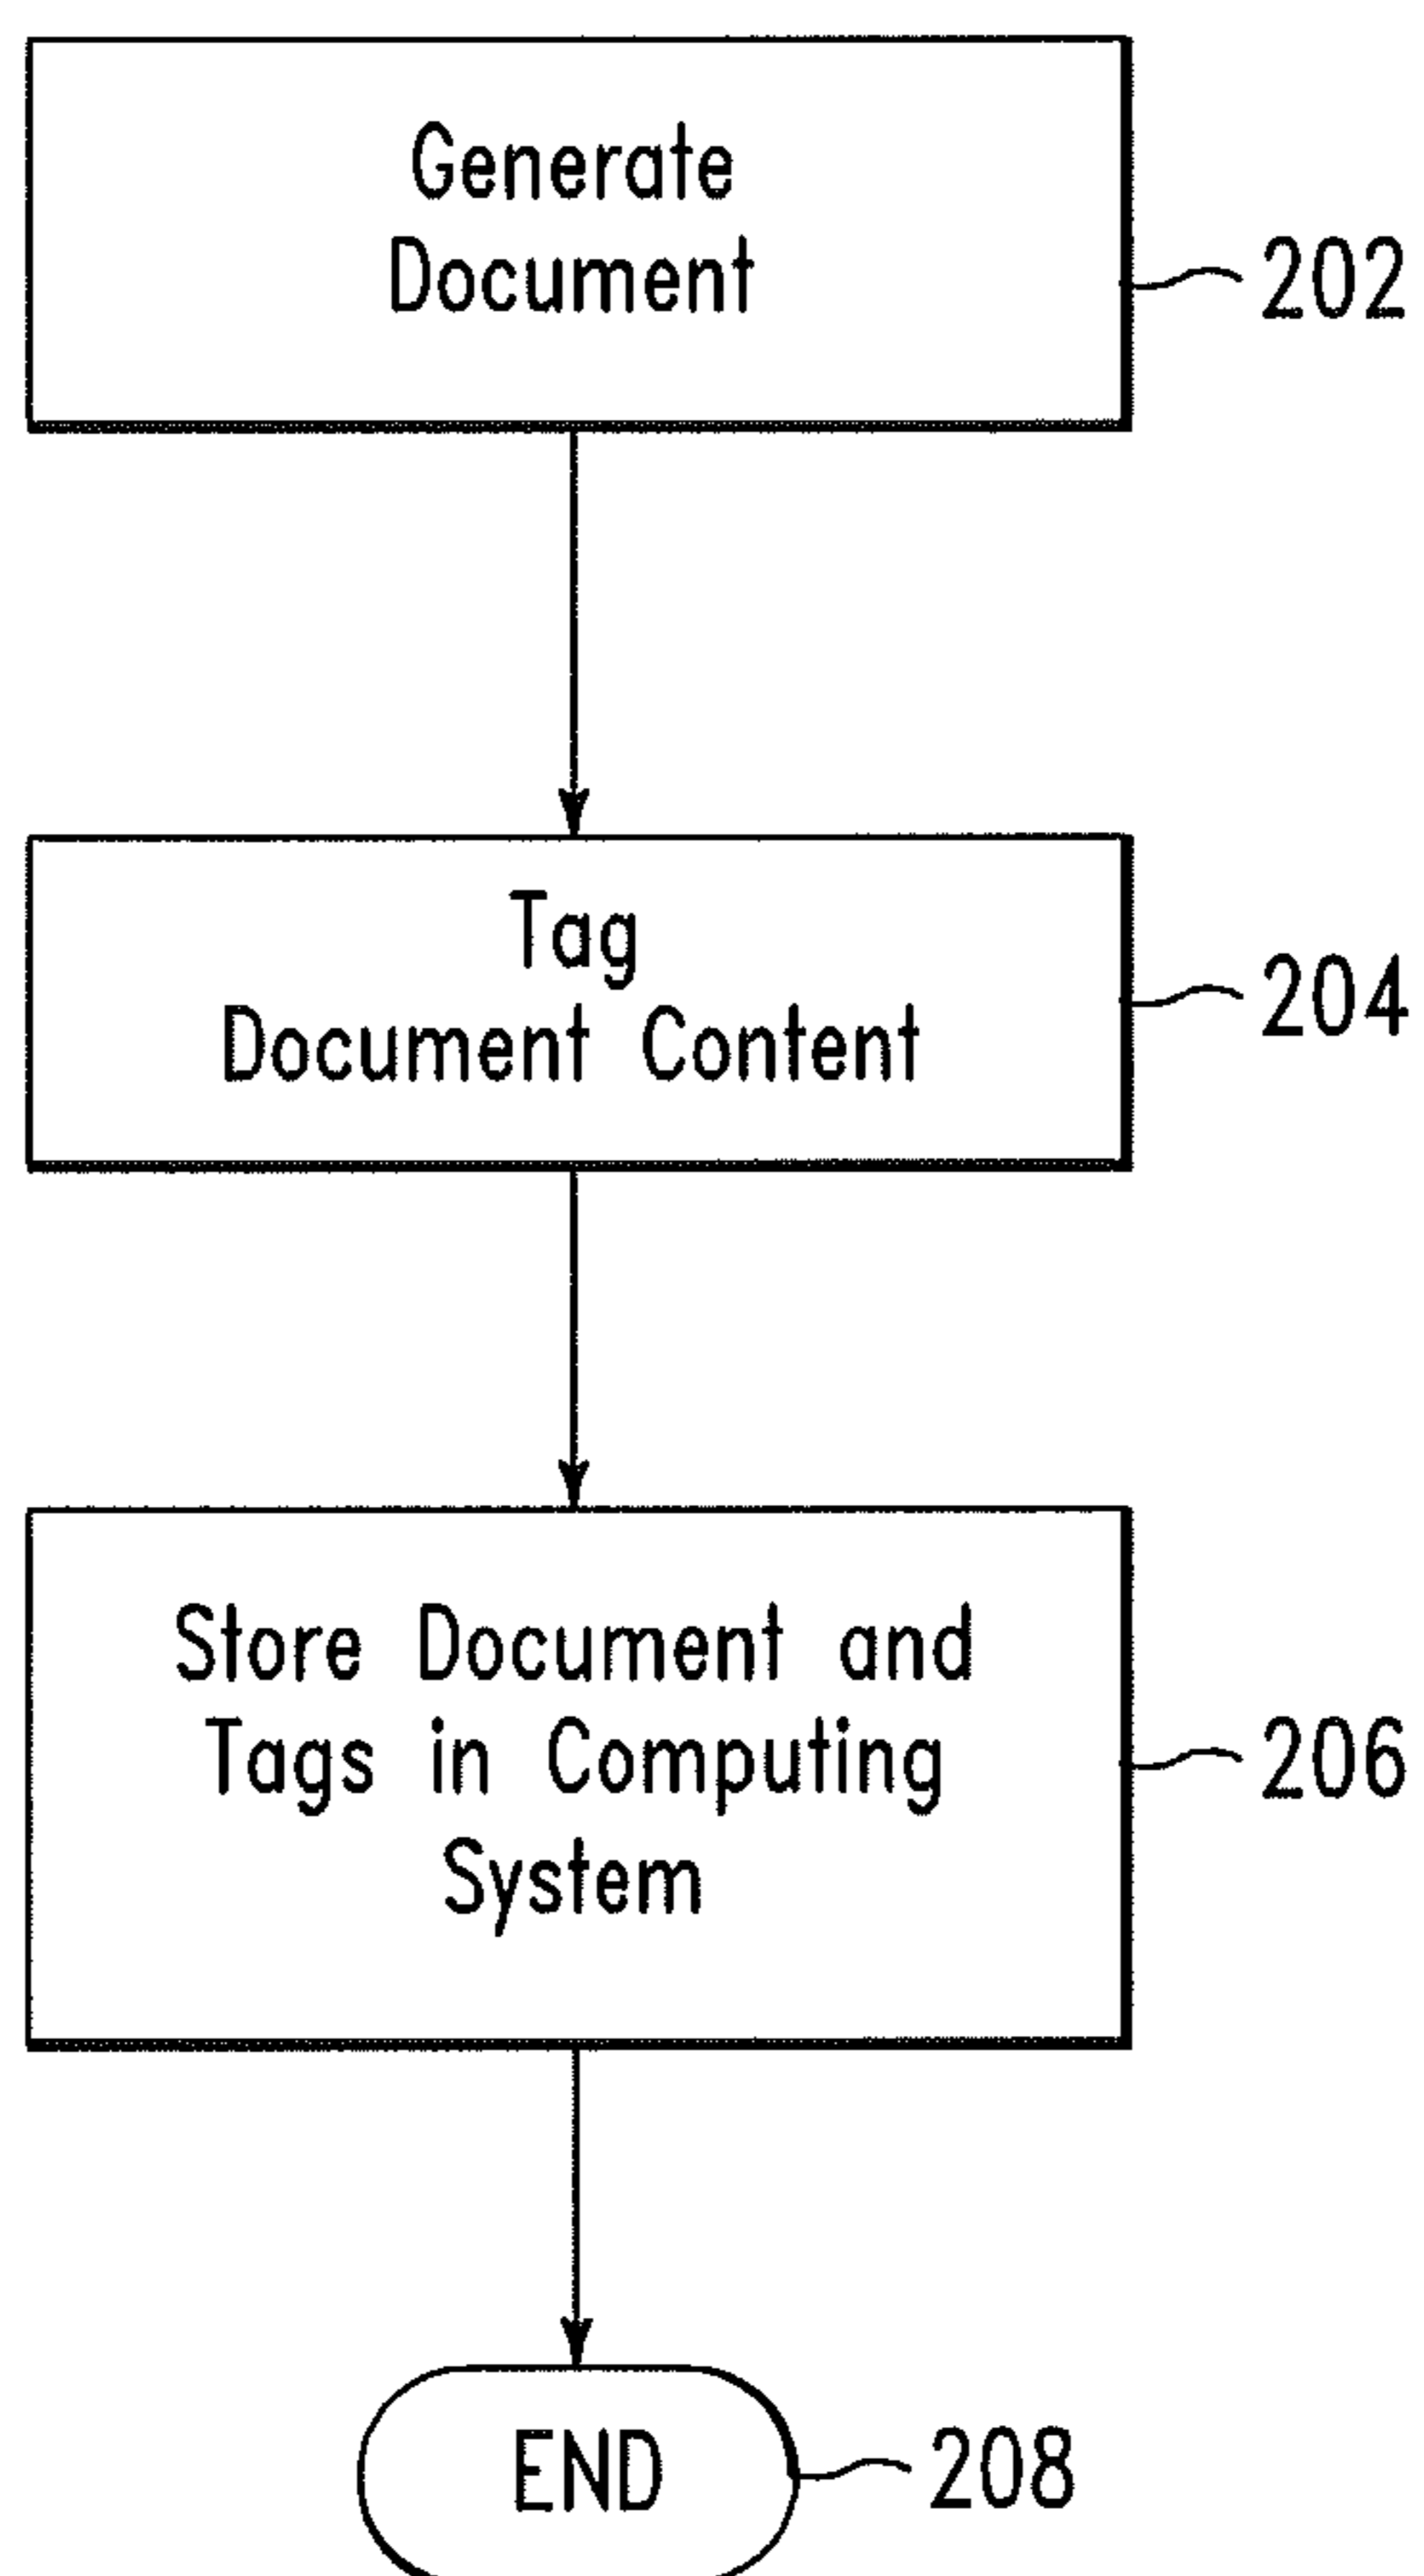 Generate
Document
202
Tag
Document Content
204
Store Document and
Tags in Computing
System
206
END
208